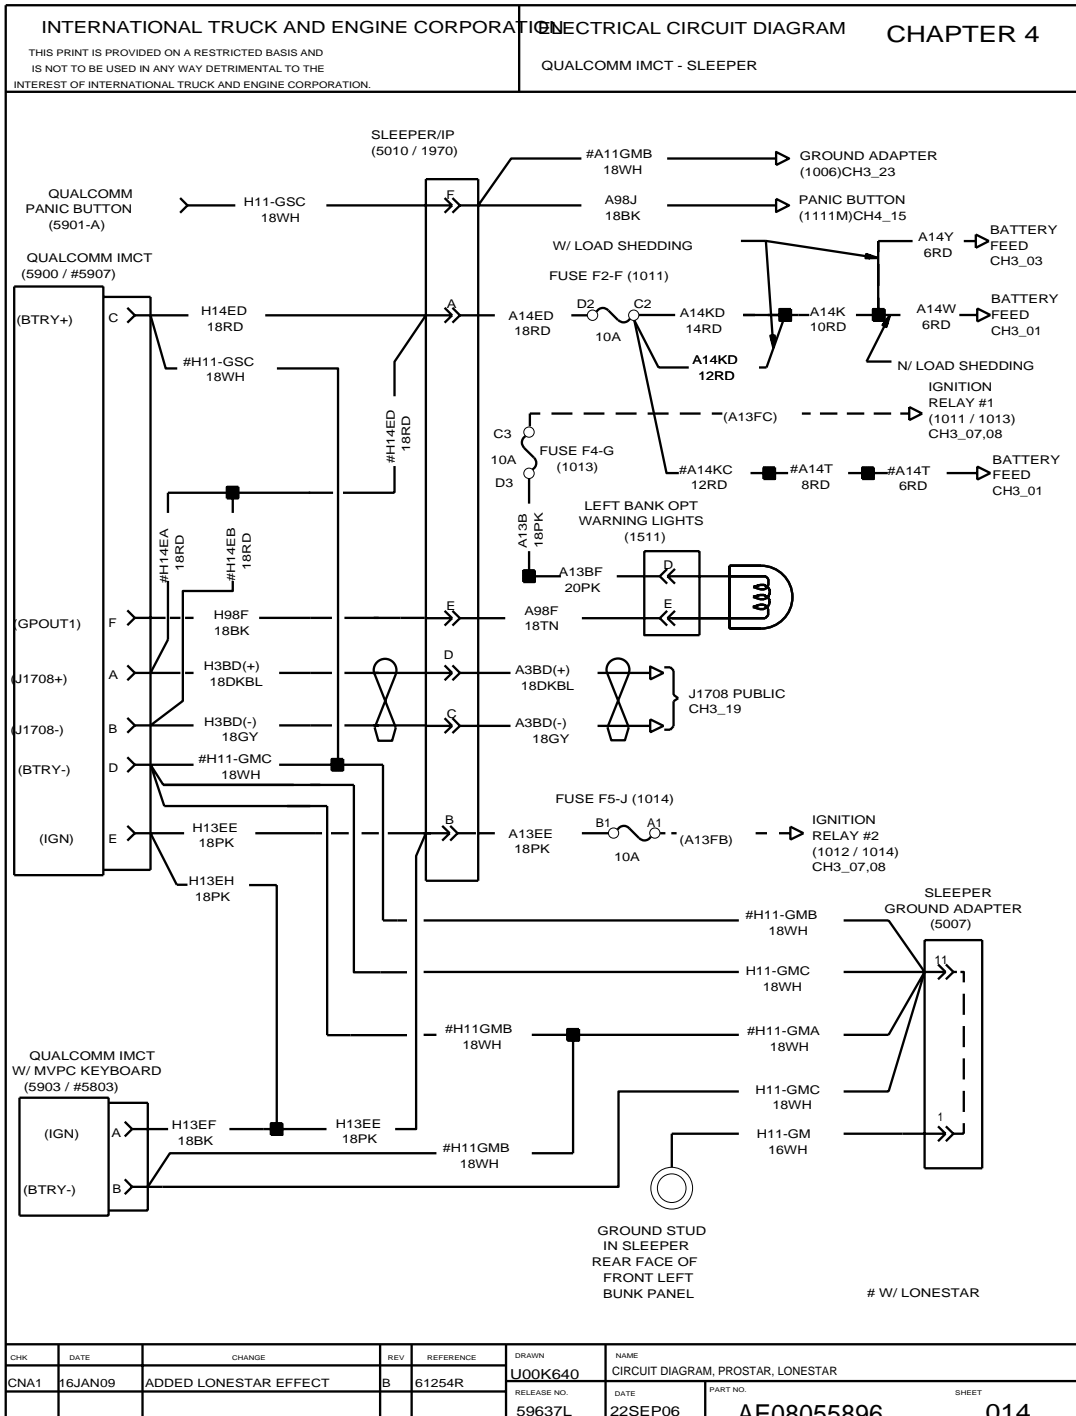 INTERNATIONAL TRUCK AND ENGINE CORPORATION
ELECTRICAL CIRCUIT DIAGRAM
CHAPTER 4
THIS PRINT IS PROVIDED ON A RESTRICTED BASIS AND
IS NOT TO BE USED IN ANY WAY DETRIMENTAL TO THE
INTEREST OF INTERNATIONAL TRUCK AND ENGINE CORPORATION.
QUALCOMM IMCT - SLEEPER
SLEEPER/IP
(5010 / 1970)
#A11GMB
18WH
GROUND ADAPTER
(1006)CH3_23
QUALCOMM
PANIC BUTTON
(5901-A)
H11-GSC
18WH
F
A98J
18BK
PANIC BUTTON
(1111M)CH4_15
W/ LOAD SHEDDING
A14Y
6RD
BATTERY
FEED
CH3_03
QUALCOMM IMCT
(5900 / #5907)
FUSE F2-F (1011)
(BTRY+)
C
H14ED
18RD
A
A14ED
18RD
D2
C2
10A
A14KD
14RD
A14K
10RD
A14W
6RD
BATTERY
FEED
CH3_01
#H11-GSC
18WH
A14KD
12RD
N/ LOAD SHEDDING
#H14ED
18RD
IGNITION
RELAY #1
(1011 / 1013)
CH3_07,08
(A13FC)
C3
10A
D3
FUSE F4-G
(1013)
#A14KC
12RD
#A14T
8RD
#A14T
6RD
BATTERY
FEED
CH3_01
A13B
18PK
LEFT BANK OPT
WARNING LIGHTS
(1511)
#H14EA
18RD
#H14EB
18RD
A13BF
20PK
D
(GPOUT1)
F
H98F
18BK
E
A98F
18TN
E
(J1708+)
A
H3BD(+)
18DKBL
D
A3BD(+)
18DKBL
J1708 PUBLIC
CH3_19
(J1708-)
B
H3BD(-)
18GY
C
A3BD(-)
18GY
(BTRY-)
D
#H11-GMC
18WH
FUSE F5-J (1014)
(IGN)
E
H13EE
18PK
B
A13EE
18PK
B1
A1
10A
(A13FB)
IGNITION
RELAY #2
(1012 / 1014)
CH3_07,08
H13EH
18PK
SLEEPER
GROUND ADAPTER
(5007)
#H11-GMB
18WH
11
H11-GMC
18WH
#H11GMB
18WH
#H11-GMA
18WH
QUALCOMM IMCT
W/ MVPC KEYBOARD
(5903 / #5803)
H11-GMC
18WH
(IGN)
A
H13EF
18BK
H13EE
18PK
1
H11-GM
16WH
#H11GMB
18WH
(BTRY-)
B
GROUND STUD
IN SLEEPER
REAR FACE OF
FRONT LEFT
BUNK PANEL
# W/ LONESTAR
CHK
DATE
CHANGE
REV
REFERENCE
DRAWN
NAME
CNA1
16JAN09
ADDED LONESTAR EFFECT
B
61254R
U00K640
CIRCUIT DIAGRAM, PROSTAR, LONESTAR
RELEASE NO.
DATE
PART NO.
SHEET
59637L
22SEP06
AE08055896
014